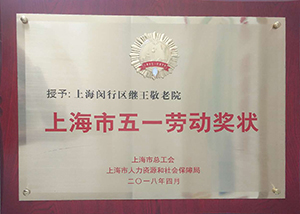 授予:上海闵行区继王敬老院
上海市五一劳动奖状
上海市总工会
上海市人力资源和社会保障局
二〇一八年四月